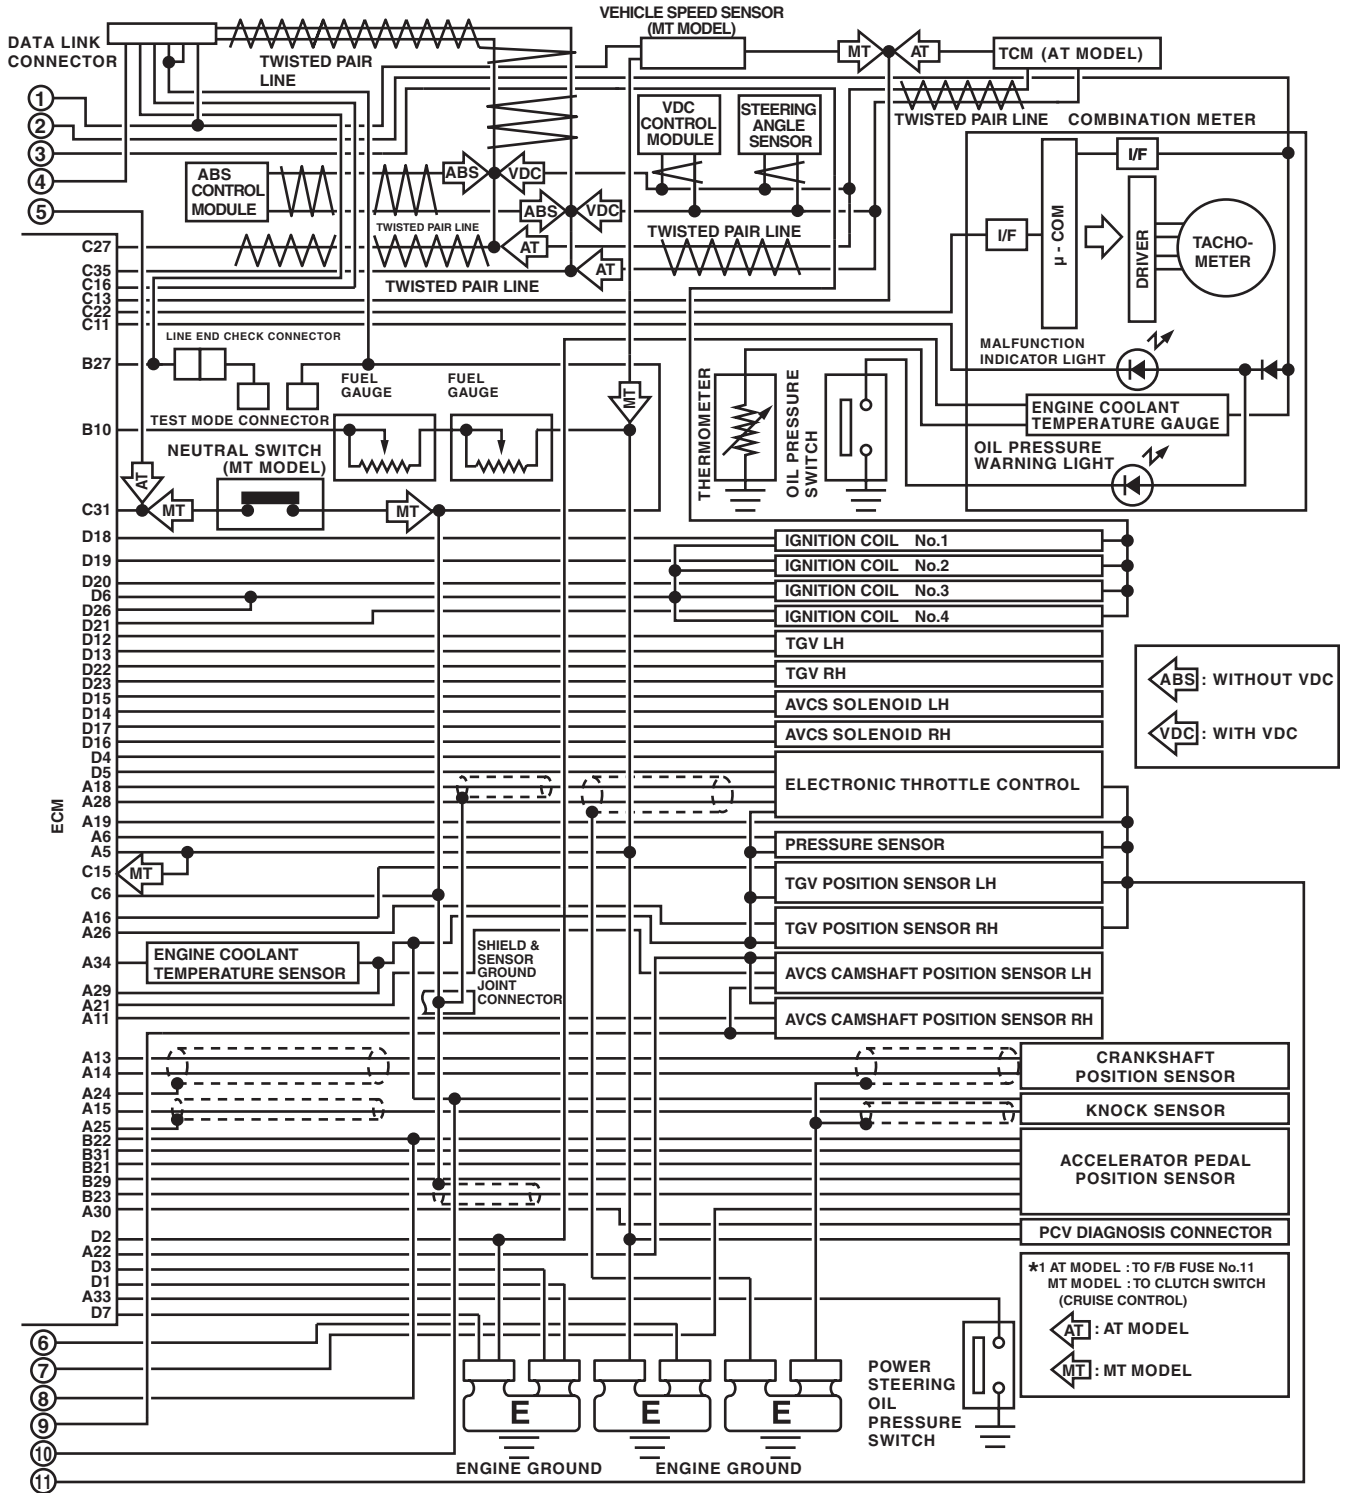 VEHICLE SPEED SENSOR
(MT MODEL)
DATA LINK
CONNECTOR
TWISTED PAIR
LINE
MT
AT
TCM (AT MODEL)
1
2
3
4
5
VDC
CONTROL
MODULE
STEERING
ANGLE
SENSOR
TWISTED PAIR LINE
COMBINATION METER
ABS
CONTROL
MODULE
ABS
VDC
ABS
VDC
I/F
I/F
µ - COM
DRIVER
TACHO-
METER
TWISTED PAIR LINE
AT
TWISTED PAIR LINE
AT
TWISTED PAIR LINE
C27
C35
C16
C13
C22
C11
LINE END CHECK CONNECTOR
B27
FUEL
GAUGE
FUEL
GAUGE
TEST MODE CONNECTOR
MT
MALFUNCTION
INDICATOR LIGHT
THERMOMETER
OIL PRESSURE
SWITCH
ENGINE COOLANT
TEMPERATURE GAUGE
OIL PRESSURE
WARNING LIGHT
B10
NEUTRAL SWITCH
(MT MODEL)
AT
C31
MT
MT
D18
D19
D20
D6
D26
D21
D12
D13
D22
D23
D15
D14
D17
D16
D4
D5
A18
A28
A19
A6
A5
C15
MT
C6
A16
A26
A34
A29
A21
A11
ECM
IGNITION COIL No.1
IGNITION COIL No.2
IGNITION COIL No.3
IGNITION COIL No.4
TGV LH
TGV RH
AVCS SOLENOID LH
AVCS SOLENOID RH
ELECTRONIC THROTTLE CONTROL
PRESSURE SENSOR
TGV POSITION SENSOR LH
TGV POSITION SENSOR RH
AVCS CAMSHAFT POSITION SENSOR LH
AVCS CAMSHAFT POSITION SENSOR RH
ABS : WITHOUT VDC
VDC : WITH VDC
ENGINE COOLANT
TEMPERATURE SENSOR
SHIELD &
SENSOR
GROUND
JOINT
CONNECTOR
A13
A14
A24
A15
A25
B22
B31
B21
B29
B23
A30
D2
A22
D3
D1
A33
D7
CRANKSHAFT
POSITION SENSOR
KNOCK SENSOR
ACCELERATOR PEDAL
POSITION SENSOR
PCV DIAGNOSIS CONNECTOR
*1 AT MODEL : TO F/B FUSE No.11
MT MODEL : TO CLUTCH SWITCH
(CRUISE CONTROL)
AT : AT MODEL
MT : MT MODEL
6
7
8
9
10
11
E
E
E
ENGINE GROUND
ENGINE GROUND
POWER
STEERING
OIL
PRESSURE
SWITCH